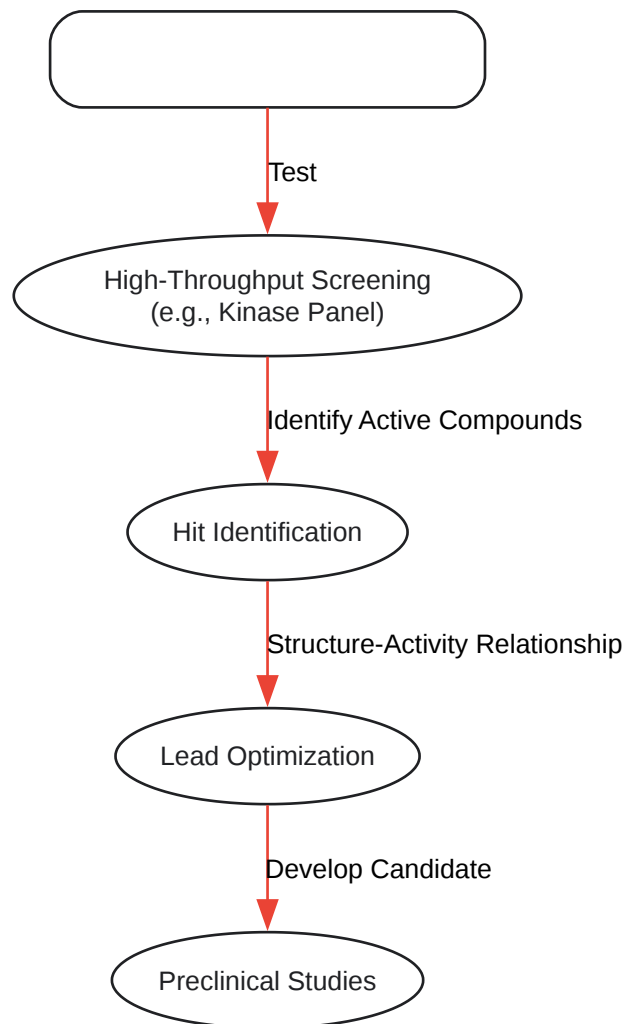 Test
High-Throughput Screening
(e.g., Kinase Panel)
Identify Active Compounds
Hit Identification
Structure-Activity Relationship
Lead Optimization
Develop Candidate
Preclinical Studies